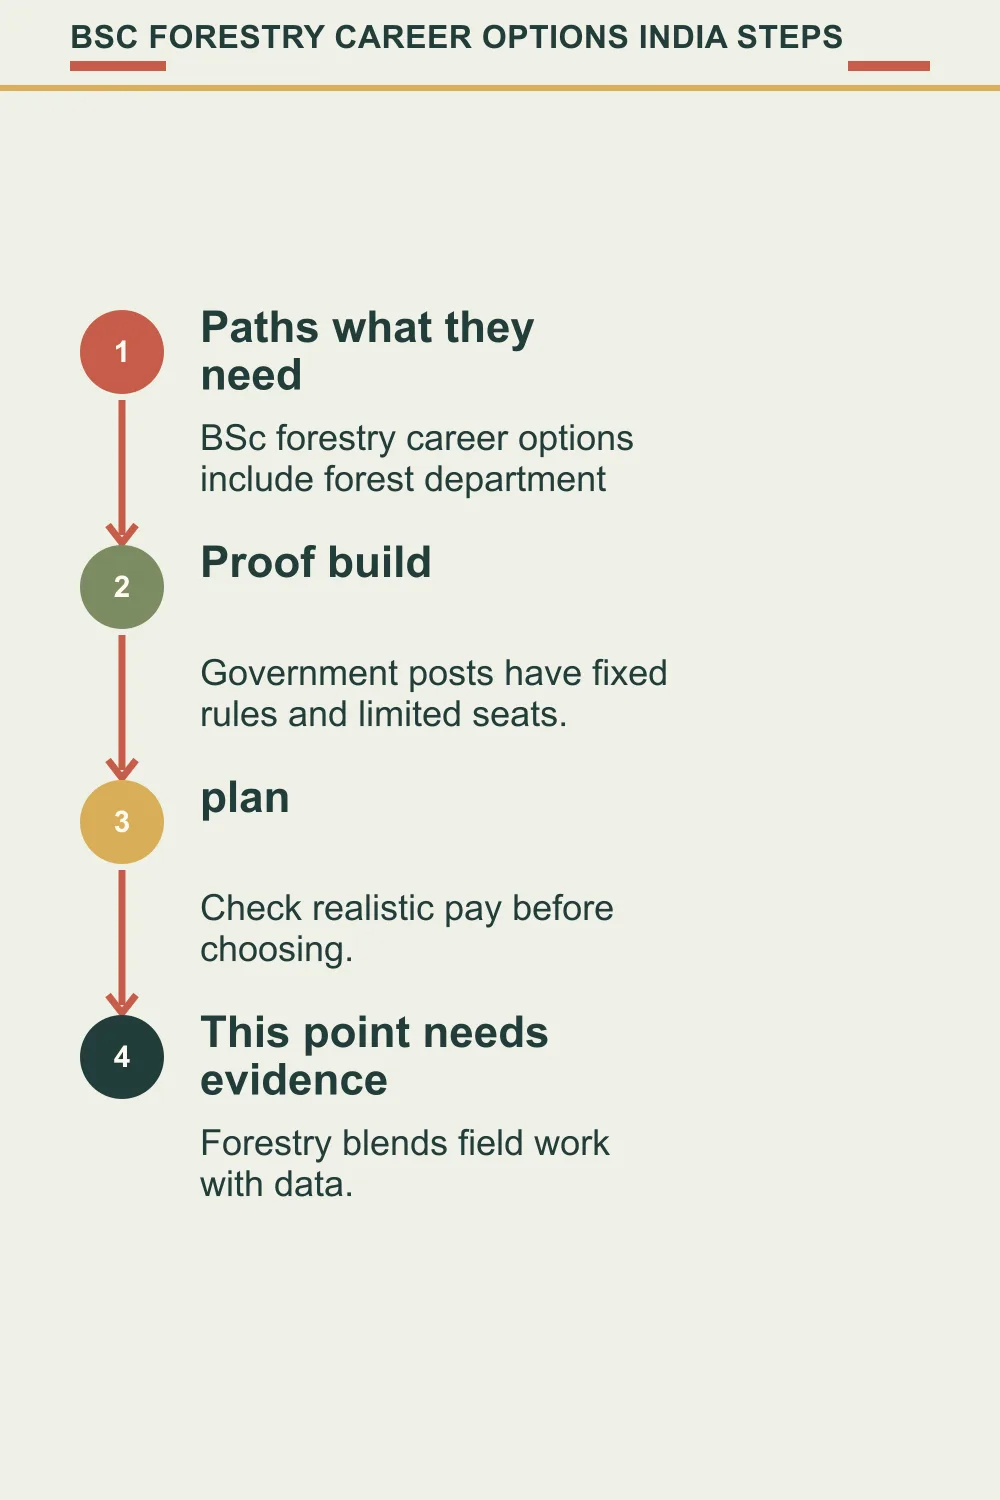 BSC FORESTRY CAREER OPTIONS INDIA STEPS
1
Paths what they
need
BSc forestry career options
include forest department
2
Proof build
Government posts have fixed
rules and limited seats.
3
plan
Check realistic pay before
choosing.
4
This point needs
evidence
Forestry blends field work
with data.